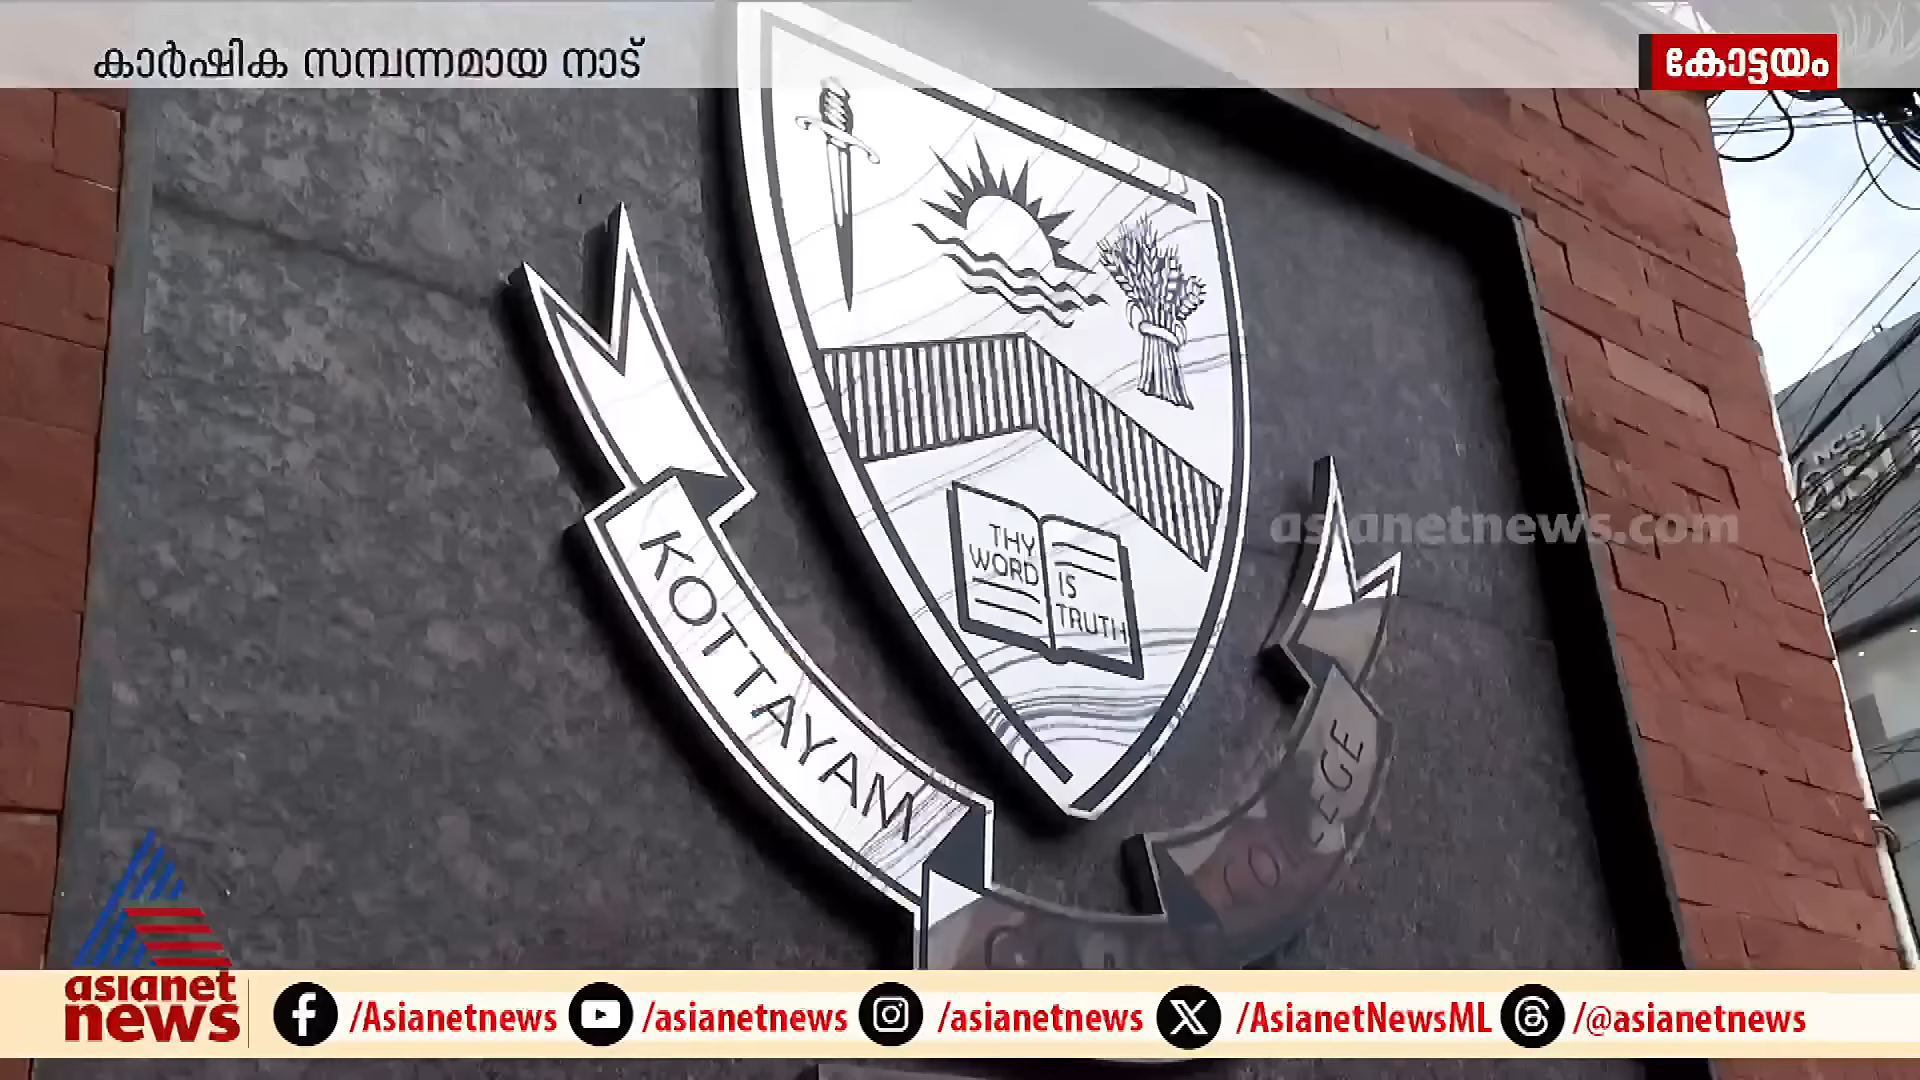 കാർഷിക സമ്പന്നമായ നാട്
കോട്ടയം
THY
WORD
IS
TRUTH
asianetnews.com
KOTTAYAM
asianet
news
/Asianetnews
/asianetnews
/asianetnews
/AsianetNewsML
/@asianetnews